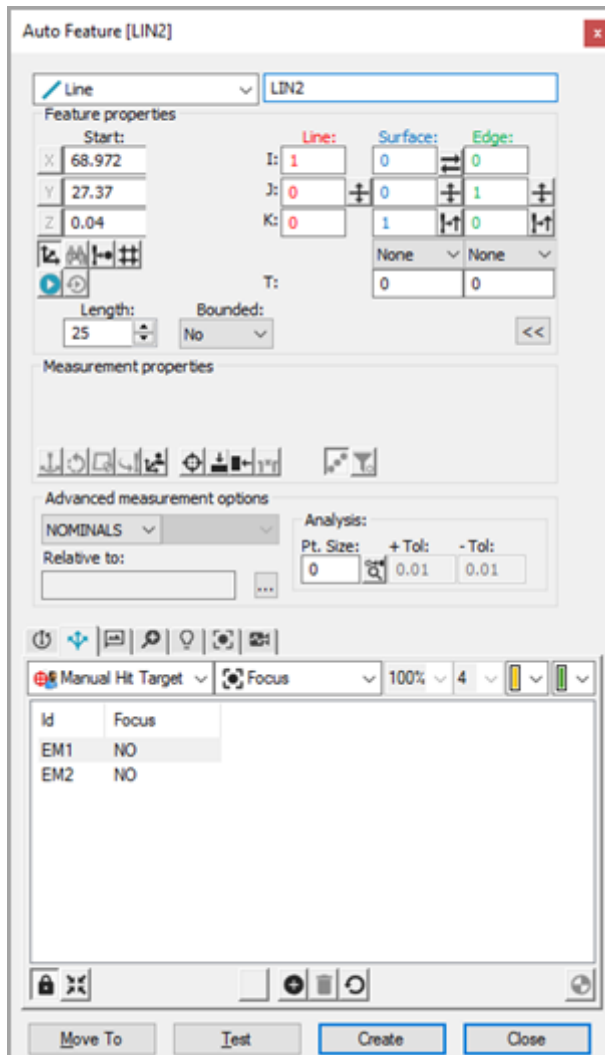 Auto Feature [LIN2]
x
Line LIN2
Feature properties
Start: Line: Surface: Edge:
X 68.972 I: 1 0 0
Y 27.37 J: 0 0 1
Z 0.04 K: 0 1 0
None None
T: 0 0
Length: Bounded:
25 No <<
Measurement properties
Advanced measurement options
NOMINALS
Analysis:
Pt. Size: + Tol: - Tol:
0 0.01 0.01
Relative to:
...
Manual Hit Target Focus 100% 4
Id Focus
EM1 NO
EM2 NO
Move To Test Create Close